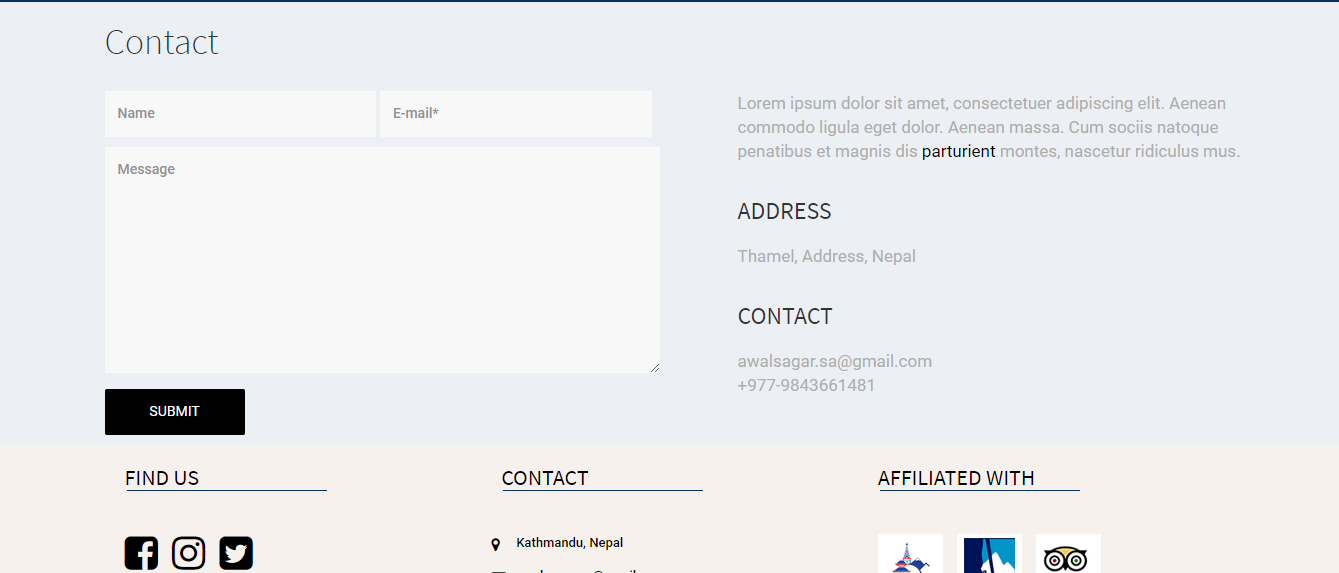 Contact
Name
E-mail*
Message
SUBMIT
Lorem ipsum dolor sit amet, consectetuer adipiscing elit. Aenean
commodo ligula eget dolor. Aenean massa. Cum sociis natoque
penatibus et magnis dis parturient montes, nascetur ridiculus mus.
ADDRESS
Thamel, Address, Nepal
CONTACT
awalsagar.sa@gmail.com
+977-9843661481
FIND US
CONTACT
Kathmandu, Nepal
AFFILIATED WITH